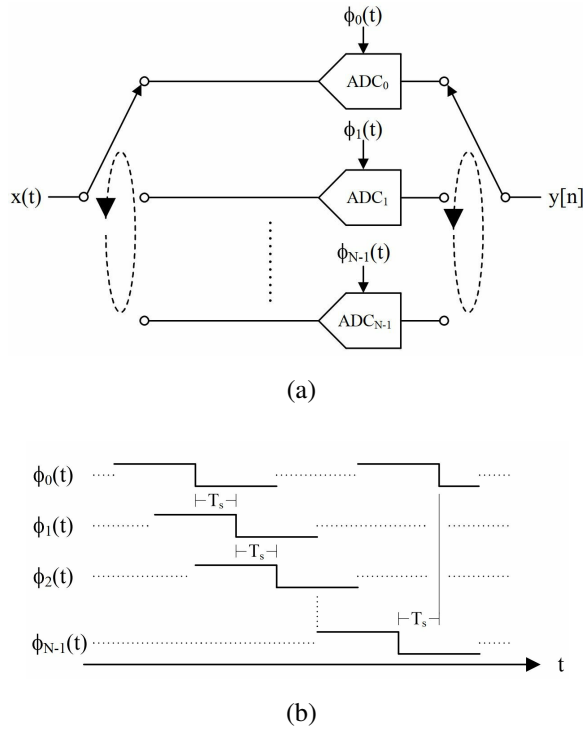 ϕ₀(t)
ADC₀
ϕ₁(t)
x(t)
ADC₁
y[n]
ϕN-1(t)
ADCN-1
(a)
ϕ₀(t)
Tₛ
ϕ₁(t)
Tₛ
ϕ₂(t)
Tₛ
ϕN-1(t)
t
(b)